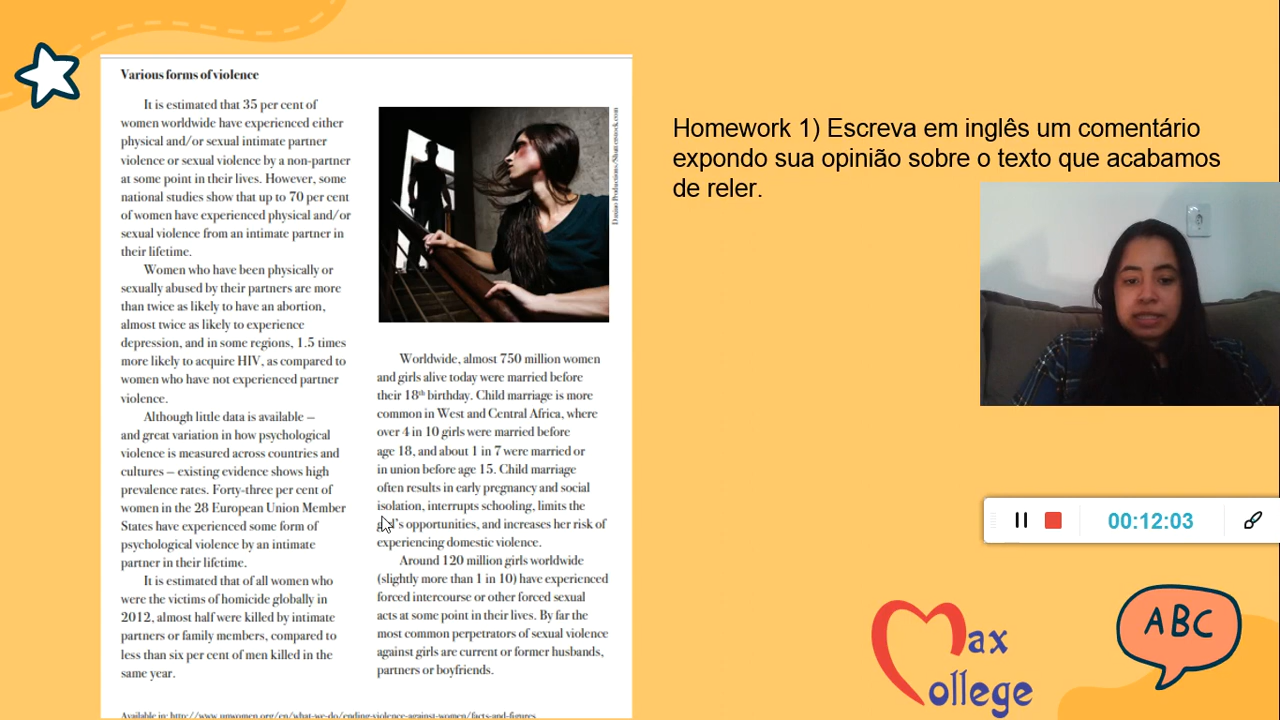 Various forms of violence
It is estimated that 35 per cent of
women worldwide have experienced either
physical and/or sexual intimate partner
violence or sexual violence by a non-partner
at some point in their lives. However, some
national studies show that up to 70 per cent
of women have experienced physical and/or
sexual violence from an intimate partner in
their lifetime.
Women who have been physically or
sexually abused by their partners are more
than twice as likely to have an abortion,
almost twice as likely to experience
depression, and in some regions, 1.5 times
more likely to acquire HIV, as compared to
women who have not experienced partner
violence.
Although little data is available –
and great variation in how psychological
violence is measured across countries and
cultures – existing evidence shows high
prevalence rates. Forty-three per cent of
women in the 28 European Union Member
States have experienced some form of
psychological violence by an intimate
partner in their lifetime.
It is estimated that of all women who
were the victims of homicide globally in
2012, almost half were killed by intimate
partners or family members, compared to
less than six per cent of men killed in the
same year.
Danino Productions/Shutterstock.com
Worldwide, almost 750 million women
and girls alive today were married before
their 18th birthday. Child marriage is more
common in West and Central Africa, where
over 4 in 10 girls were married before
age 18, and about 1 in 7 were married or
in union before age 15. Child marriage
often results in early pregnancy and social
isolation, interrupts schooling, limits the
girl's opportunities, and increases her risk of
experiencing domestic violence.
Around 120 million girls worldwide
(slightly more than 1 in 10) have experienced
forced intercourse or other forced sexual
acts at some point in their lives. By far the
most common perpetrators of sexual violence
against girls are current or former husbands,
partners or boyfriends.
Available in: http://www.unwomen.org/en/what-we-do/ending-violence-against-women/facts-and-figures
Homework 1) Escreva em inglês um comentário
expondo sua opinião sobre o texto que acabamos
de reler.
00:12:03
Max
College
ABC